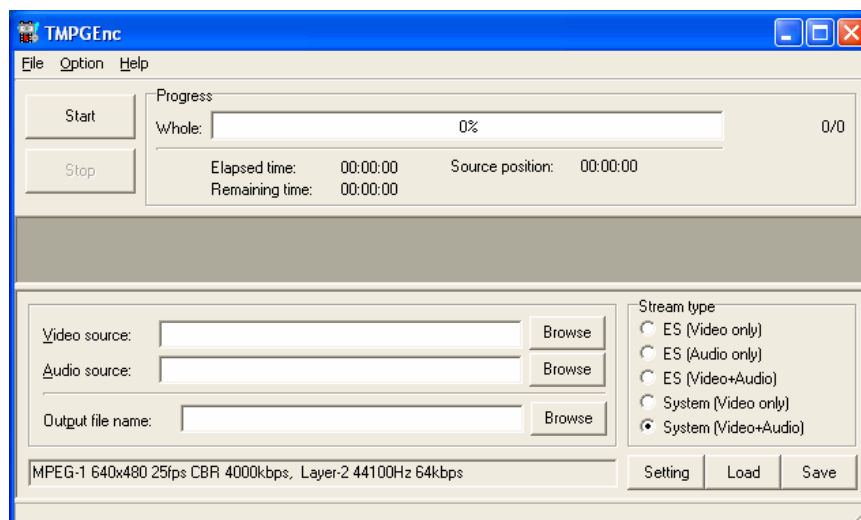 TMPGEnc
File Option Help
Progress
Start
Whole: 0% 0/0
Stop
Elapsed time: 00:00:00 Source position: 00:00:00
Remaining time: 00:00:00
Stream type
Video source: Browse
ES (Video only)
Audio source: Browse
ES (Audio only)
ES (Video+Audio)
System (Video only)
Output file name: Browse
System (Video+Audio)
MPEG-1 640x480 25fps CBR 4000kbps, Layer-2 44100Hz 64kbps
Setting Load Save